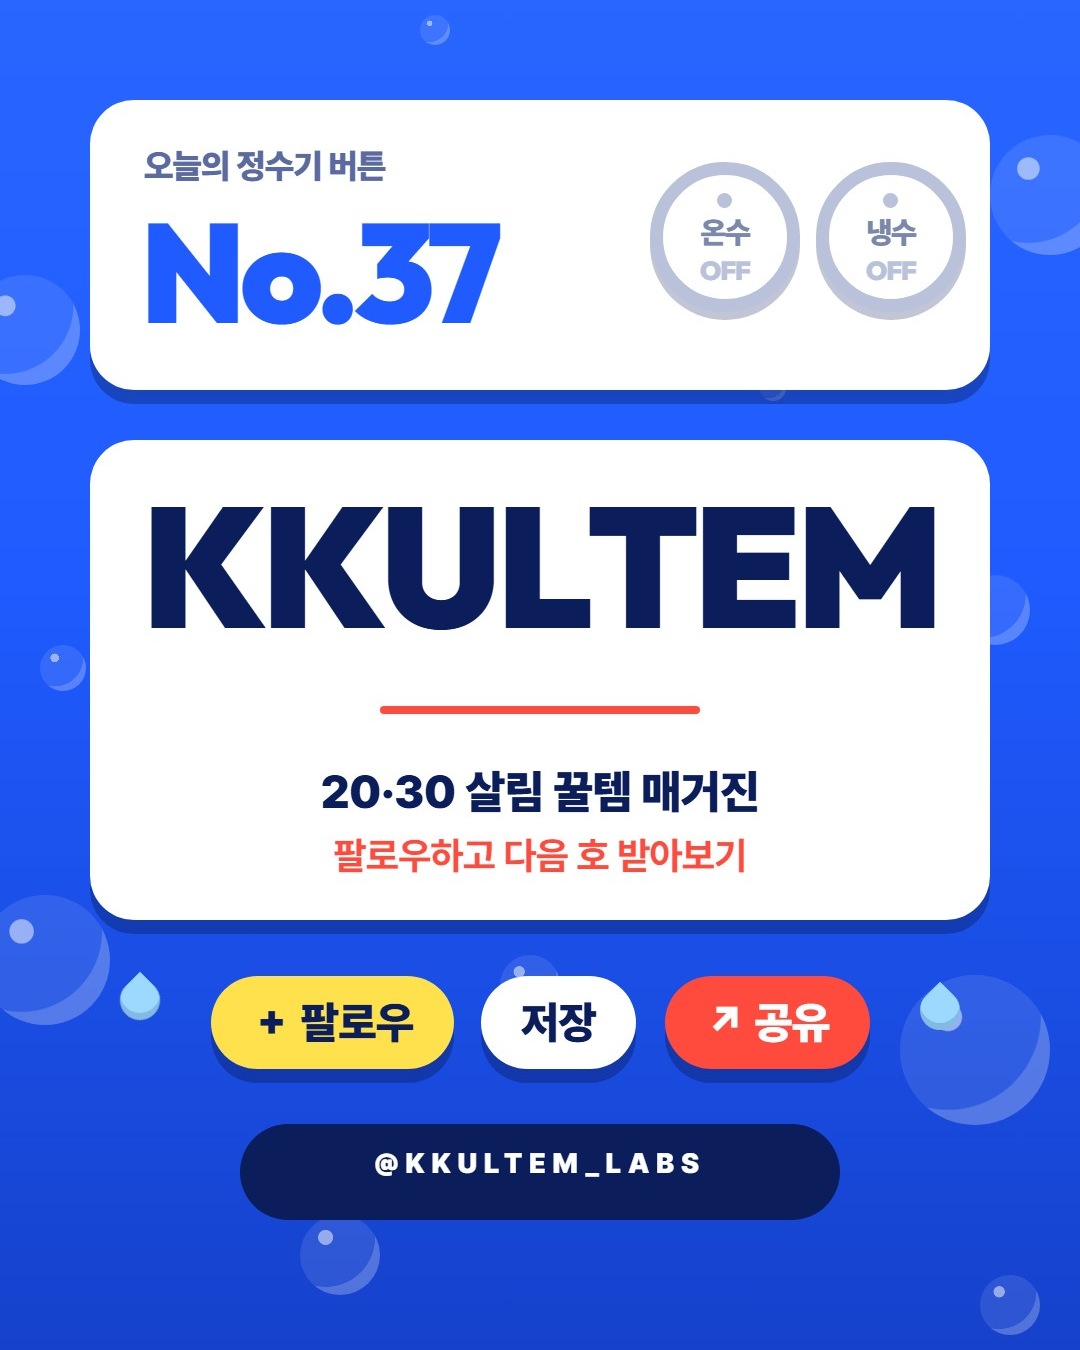 오늘의 정수기 버튼
No.37
온수
OFF
냉수
OFF
KKULTEM
20·30 살림 꿀템 매거진
팔로우하고 다음 호 받아보기
+ 팔로우
저장
↗ 공유
@KKULTEM_LABS